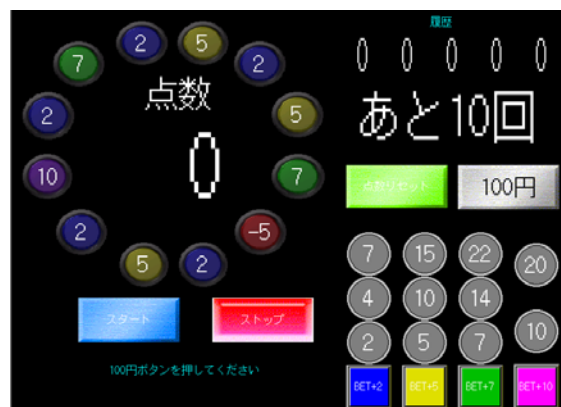 2 5
7 2
点数
2 5
0
10 7
2 -5
5 2
スタート ストップ
100円ボタンを押してください
履歴
0 0 0 0 0
あと10回
点数リセット 100円
7 15 22 20
4 10 14
2 5 7 10
BET+2 BET+5 BET+7 BET+10